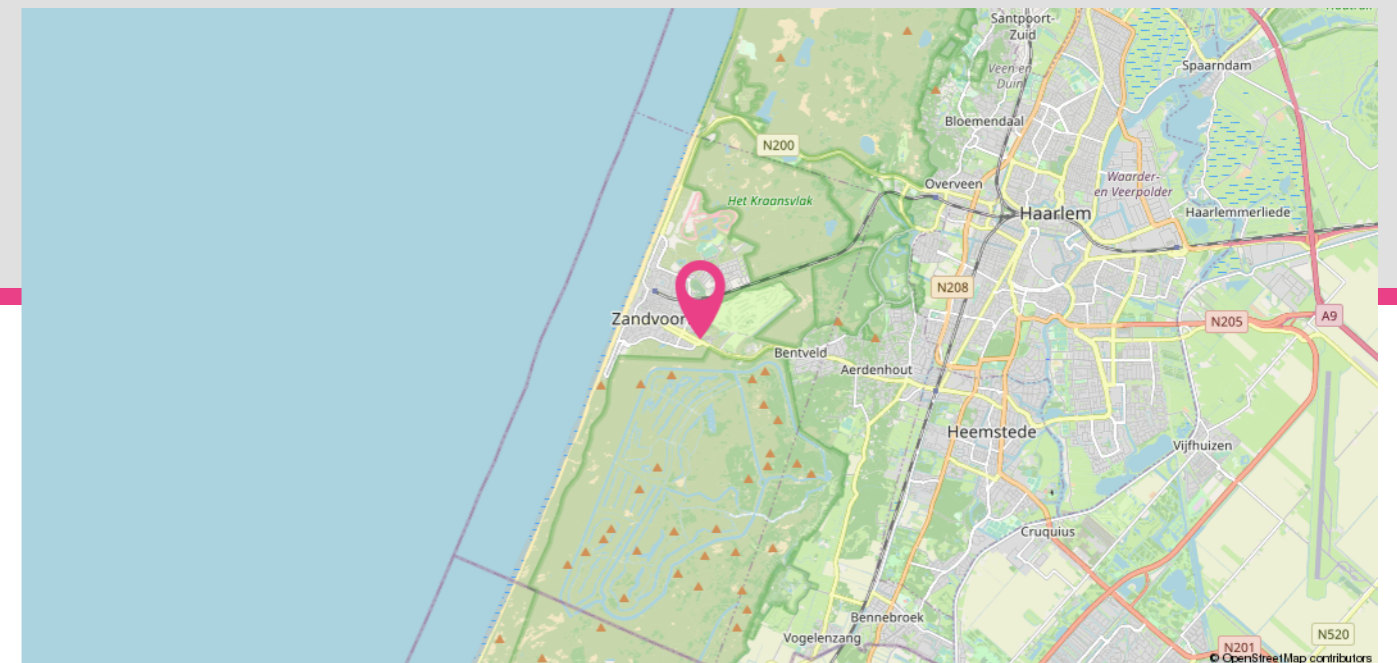 Santpoort-
Zuid
Veen en
Duin
Spaarndam
Bloemendaal
N200
Waarder-
en Veerpolder
Overveen
Het Kraansvlak
Haarlem
Haarlemmerliede
N208
Zandvoor
N205
A9
Bentveld
Aerdenhout
Heemstede
Vijfhuizen
Cruquius
Bennebroek
Vogelenzang
N201
N520
© OpenStreetMap contributors